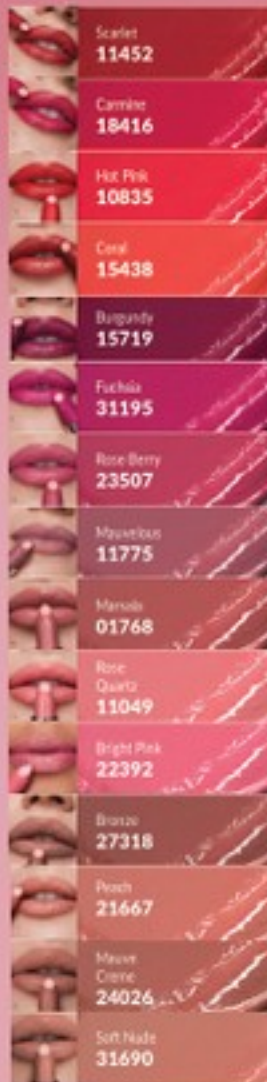 Scarlet
11452
Carmine
18416
Hot Pink
10835
Coral
15438
Burgundy
15719
Fuchsia
31195
Rose Berry
23507
Mauvelous
11775
Marsala
01768
Rose
Quartz
11049
Bright Pink
22392
Bronze
27318
Peach
21667
Mauve
Creme
24026
Soft Nude
31690